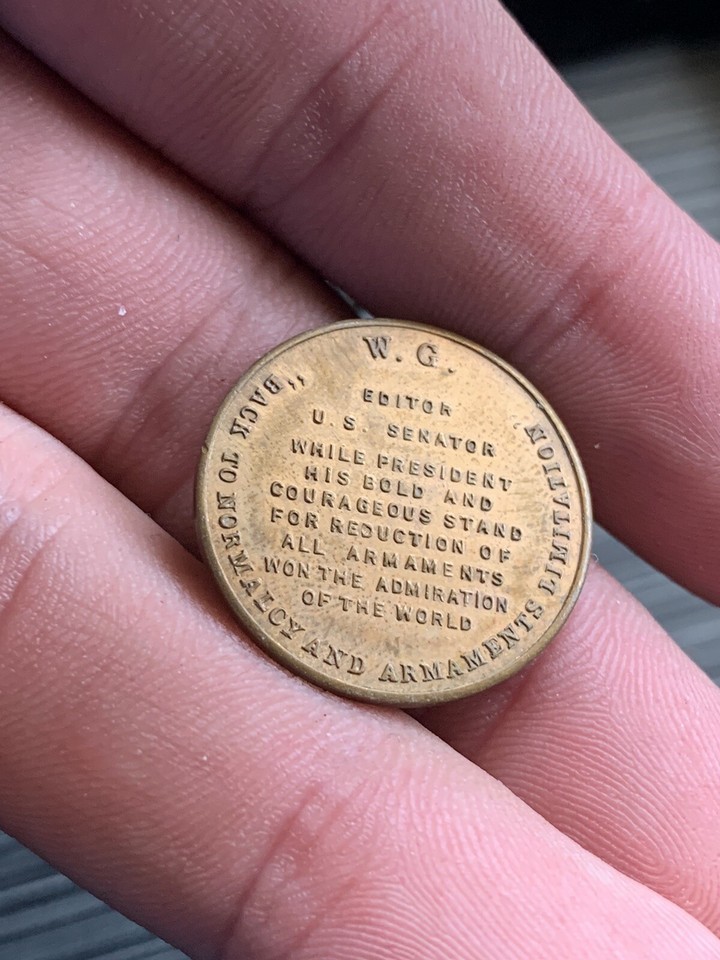 W. G.
EDITOR
U. S. SENATOR
WHILE PRESIDENT
HIS BOLD AND
COURAGEOUS STAND
FOR REDUCTION OF
ALL ARMAMENTS
WON THE ADMIRATION
OF THE WORLD
"BACK TO NORMALCY AND ARMAMENTS LIMITATION"